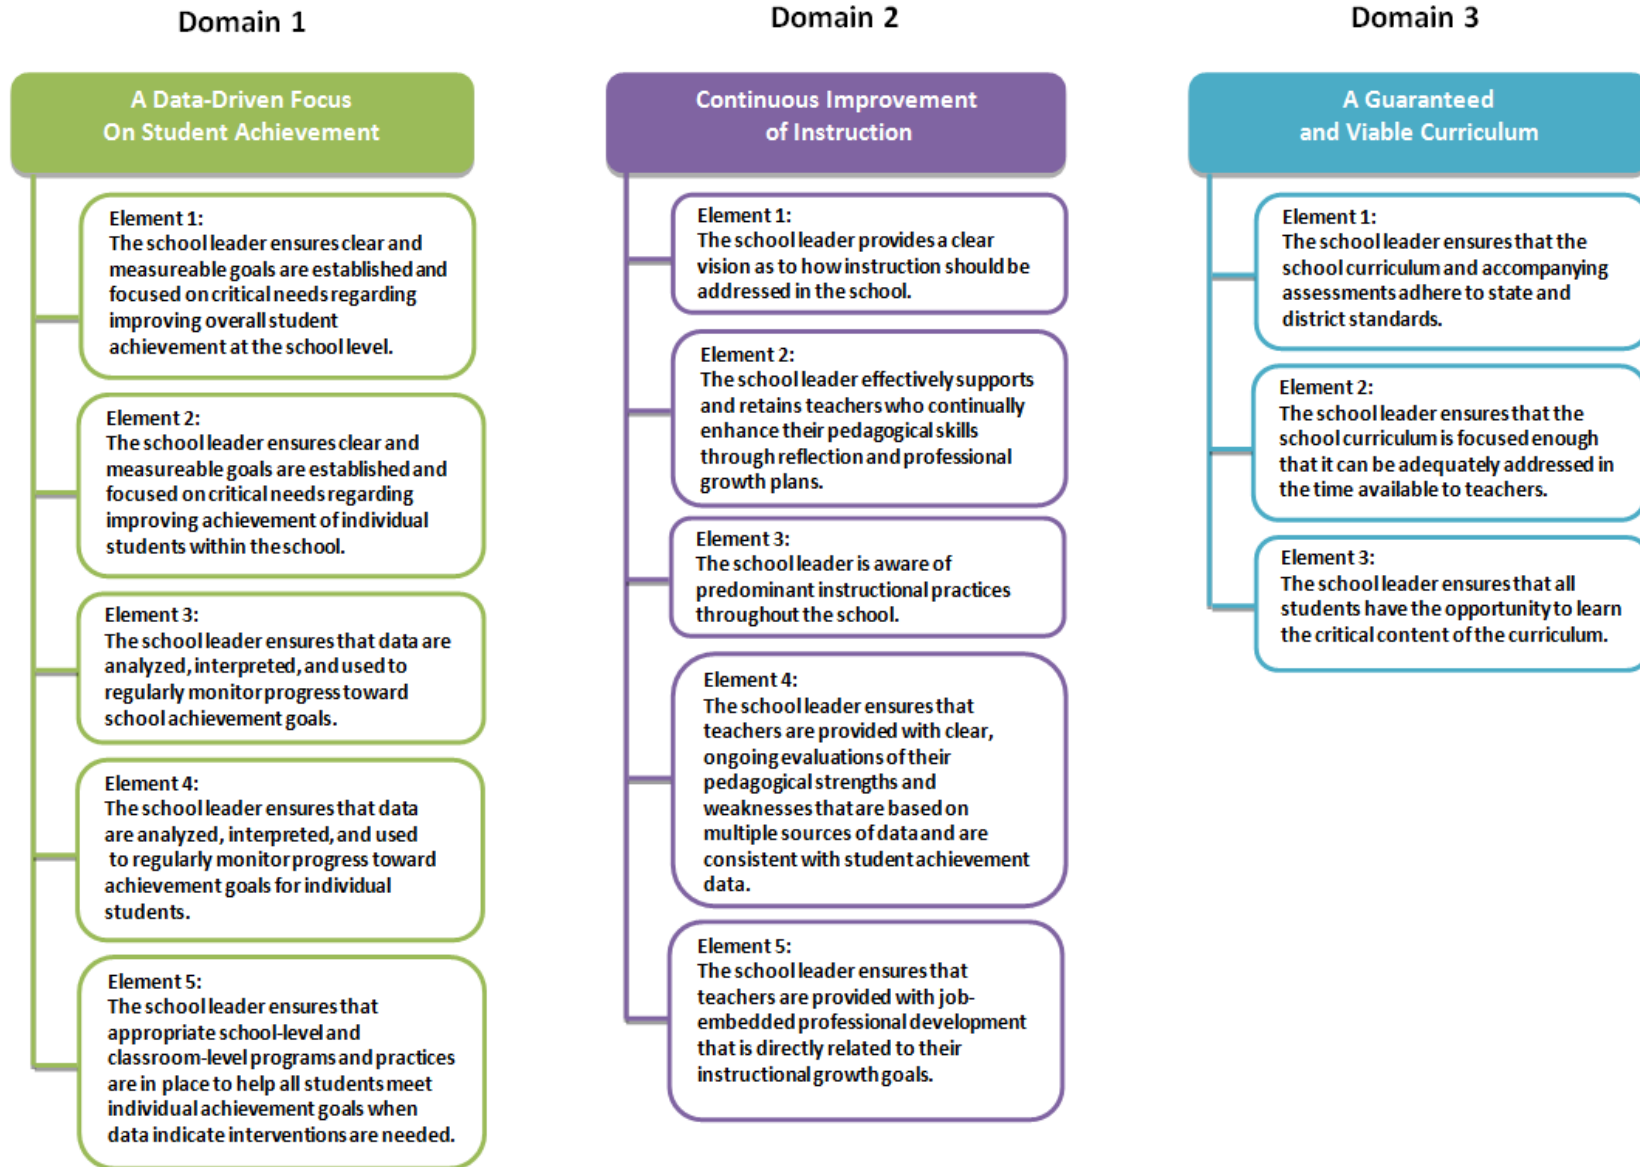 Domain 1
A Data-Driven Focus
On Student Achievement
Element 1:
The school leader ensures clear and
measureable goals are established and
focused on critical needs regarding
improving overall student
achievement at the school level.
Element 2:
The school leader ensures clear and
measureable goals are established and
focused on critical needs regarding
improving achievement of individual
students within the school.
Element 3:
The school leader ensures that data are
analyzed, interpreted, and used to
regularly monitor progress toward
school achievement goals.
Element 4:
The school leader ensures that data
are analyzed, interpreted, and used
to regularly monitor progress toward
achievement goals for individual
students.
Element 5:
The school leader ensures that
appropriate school-level and
classroom-level programs and practices
are in place to help all students meet
individual achievement goals when
data indicate interventions are needed.
Domain 2
Continuous Improvement
of Instruction
Element 1:
The school leader provides a clear
vision as to how instruction should be
addressed in the school.
Element 2:
The school leader effectively supports
and retains teachers who continually
enhance their pedagogical skills
through reflection and professional
growth plans.
Element 3:
The school leader is aware of
predominant instructional practices
throughout the school.
Element 4:
The school leader ensures that
teachers are provided with clear,
ongoing evaluations of their
pedagogical strengths and
weaknesses that are based on
multiple sources of data and are
consistent with student achievement
data.
Element 5:
The school leader ensures that
teachers are provided with job-
embedded professional development
that is directly related to their
instructional growth goals.
Domain 3
A Guaranteed
and Viable Curriculum
Element 1:
The school leader ensures that the
school curriculum and accompanying
assessments adhere to state and
district standards.
Element 2:
The school leader ensures that the
school curriculum is focused enough
that it can be adequately addressed in
the time available to teachers.
Element 3:
The school leader ensures that all
students have the opportunity to learn
the critical content of the curriculum.